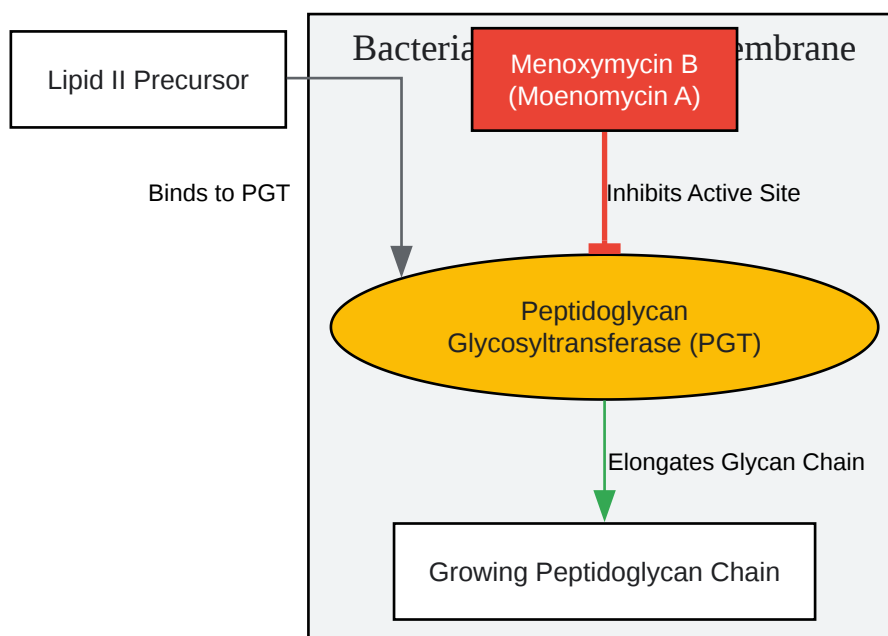 Bacteria embrane
Lipid II Precursor
Menoxymycin B
(Moenomycin A)
Binds to PGT
Inhibits Active Site
Peptidoglycan
Glycosyltransferase (PGT)
Elongates Glycan Chain
Growing Peptidoglycan Chain